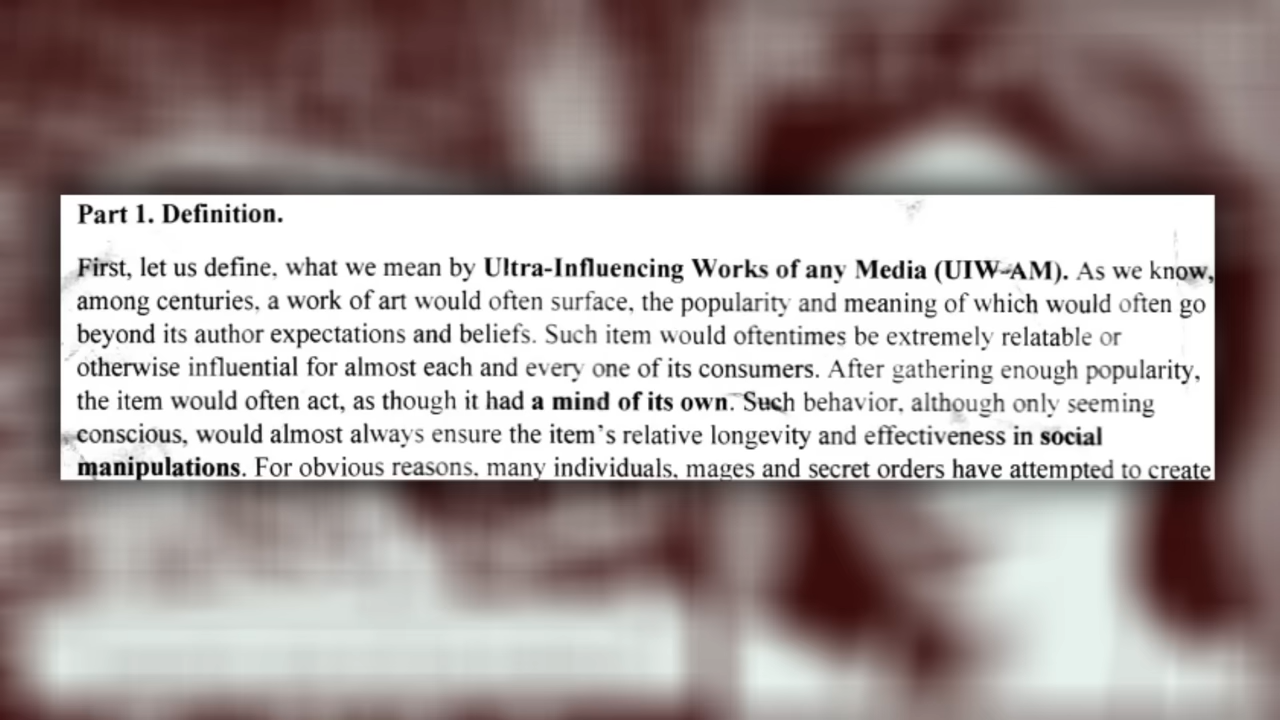 Part 1. Definition.
First, let us define, what we mean by Ultra-Influencing Works of any Media (UIW-AM). As we know,
among centuries, a work of art would often surface, the popularity and meaning of which would often go
beyond its author expectations and beliefs. Such item would oftentimes be extremely relatable or
otherwise influential for almost each and every one of its consumers. After gathering enough popularity,
the item would often act, as though it had a mind of its own. Such behavior, although only seeming
conscious, would almost always ensure the item's relative longevity and effectiveness in social
manipulations. For obvious reasons, many individuals, mages and secret orders have attempted to create